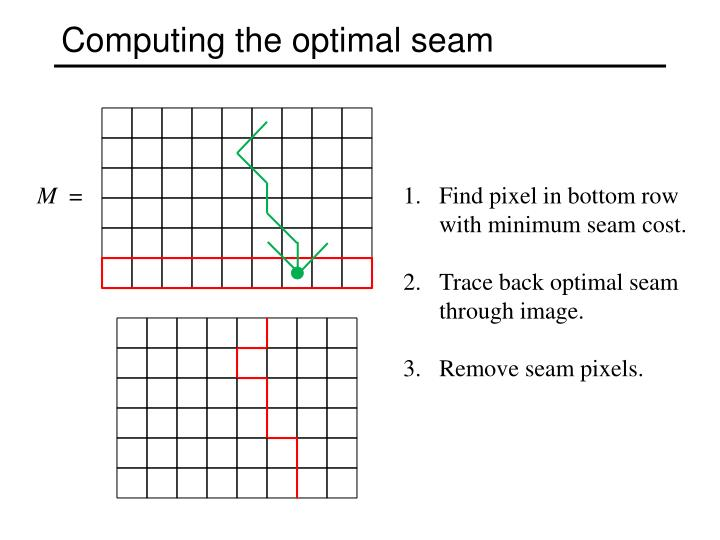 Computing the optimal seam
M =
1. Find pixel in bottom row
with minimum seam cost.
2. Trace back optimal seam
through image.
3. Remove seam pixels.